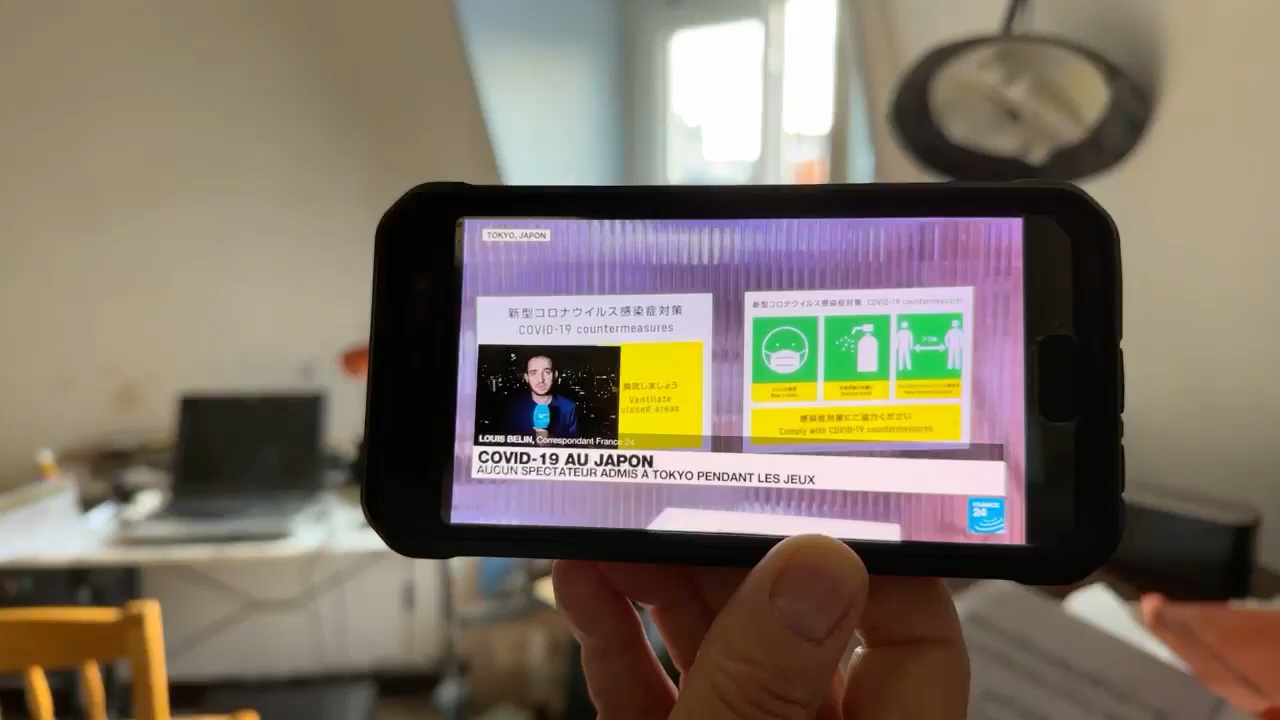 TOKYO, JAPON
新型コロナウイルス感染症対策
COVID-19 countermeasures
換気しましょう
Ventilate
closed areas
新型コロナウイルス感染症対策 COVID-19 countermeasures
感染症対策にご協力ください
Comply with COVID-19 countermeasures
LOUIS BELIN, Correspondant France 24
COVID-19 AU JAPON
AUCUN SPECTATEUR ADMIS À TOKYO PENDANT LES JEUX
FRANCE
24